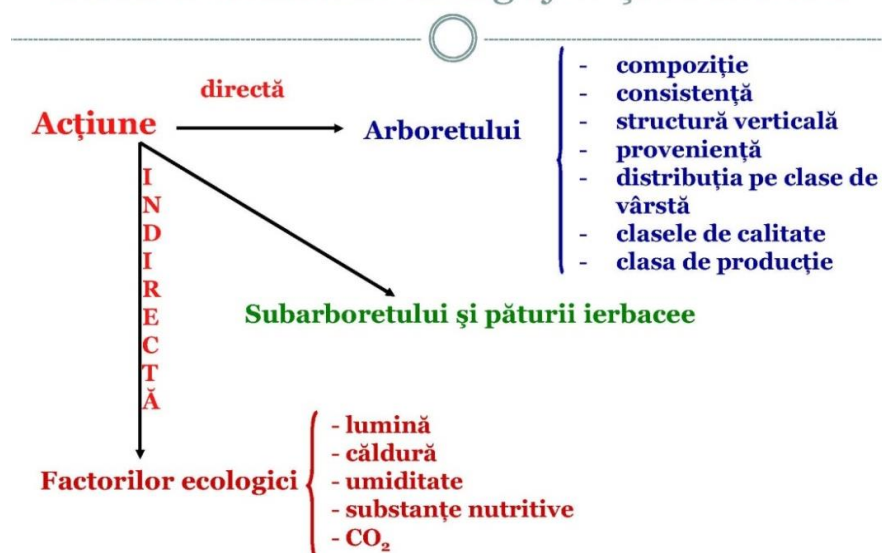 directă
Acțiune
Arboretului
- compoziție
- consistență
- structură verticală
- proveniență
- distribuția pe clase de
vârstă
- clasele de calitate
- clasa de producție
INDIRECTĂ
Subarboretului și păturii ierbacee
Factorilor ecologici
- lumină
- căldură
- umiditate
- substanțe nutritive
- CO₂